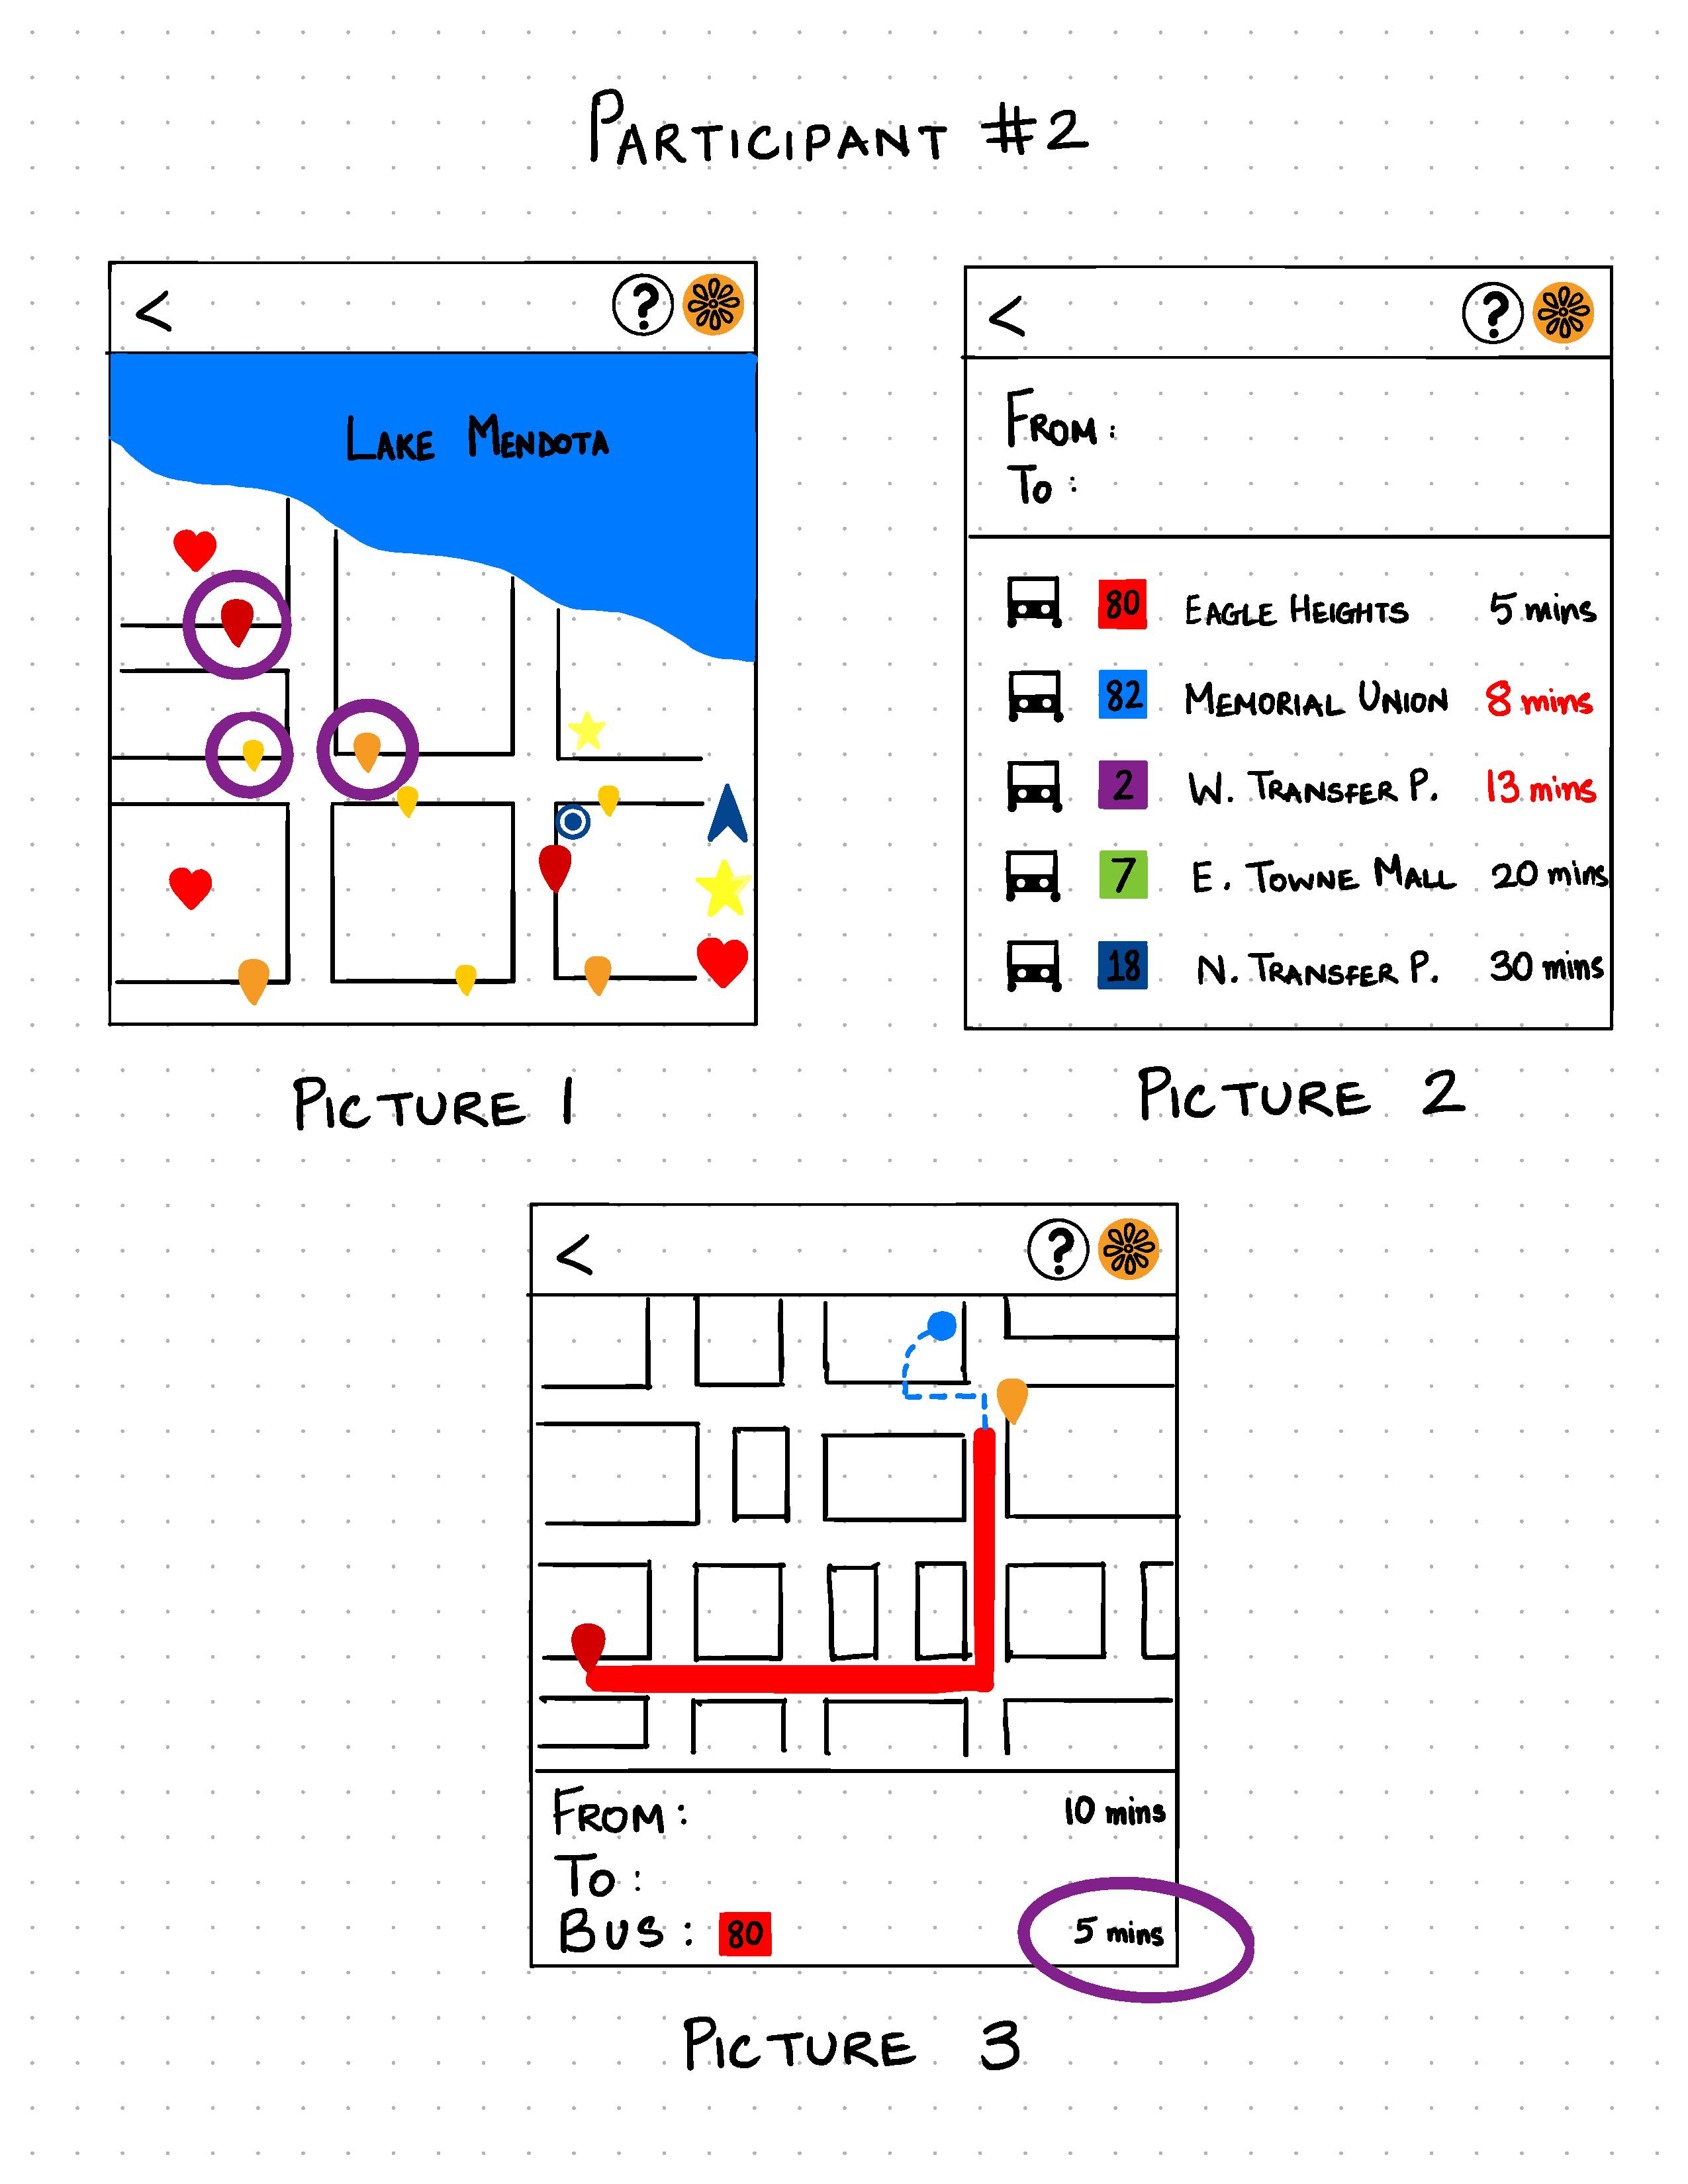 PARTICIPANT #2
< ?
LAKE MENDOTA
PICTURE 1
< ?
FROM:
TO:
80 EAGLE HEIGHTS 5 mins
82 MEMORIAL UNION 8 mins
2 W. TRANSFER P. 13 mins
7 E. TOWNE MALL 20 mins
18 N. TRANSFER P. 30 mins
PICTURE 2
< ?
FROM: 10 mins
TO:
BUS: 80 5 mins
PICTURE 3